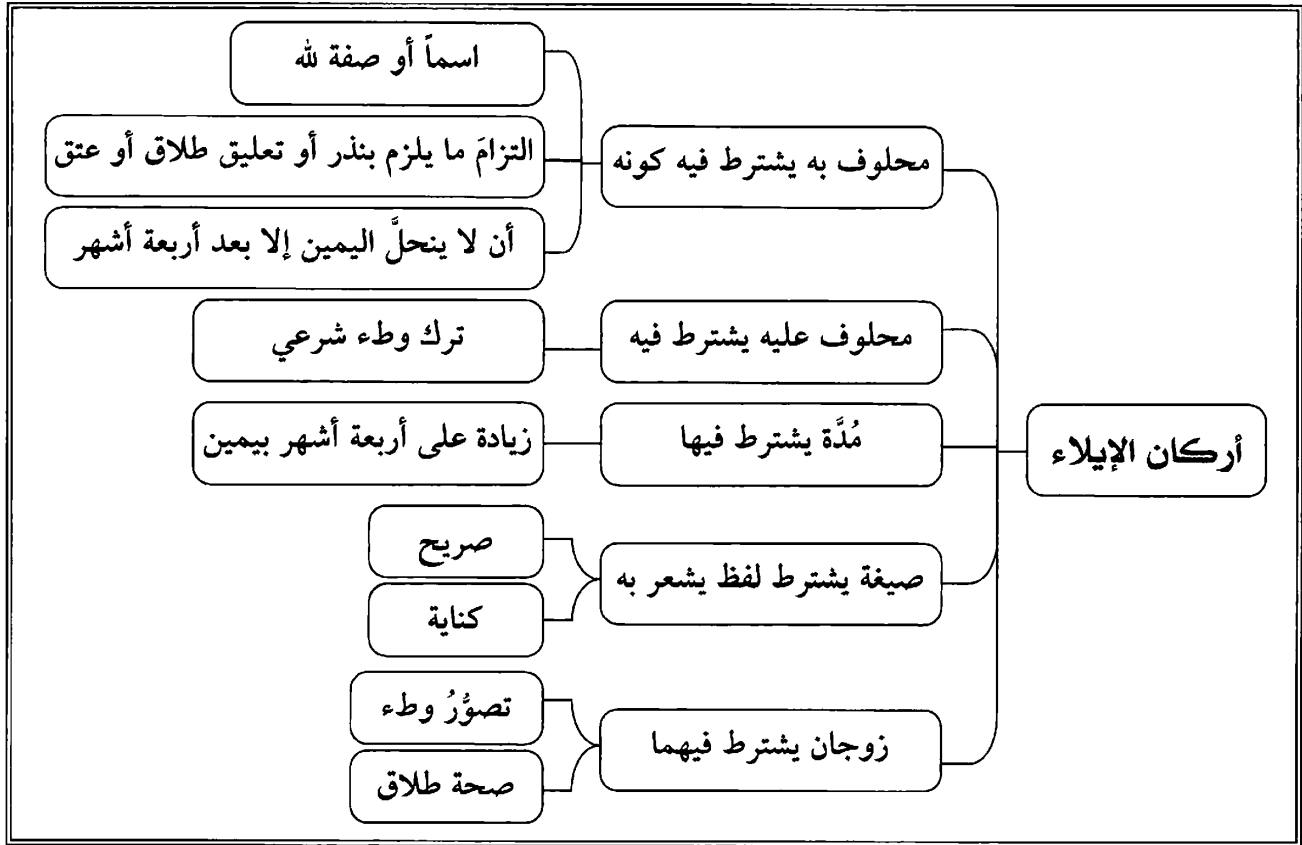 أركان الإيلاء
محلوف به يشترط فيه كونه
اسماً أو صفة لله
التزامَ ما يلزم بنذر أو تعليق طلاق أو عتق
أن لا ينحلَّ اليمين إلا بعد أربعة أشهر
محلوف عليه يشترط فيه
ترك وطء شرعي
مُدَّة يشترط فيها
زيادة على أربعة أشهر بيمين
صيغة يشترط لفظ يشعر به
صريح
كناية
زوجان يشترط فيهما
تصوُّرُ وطء
صحة طلاق